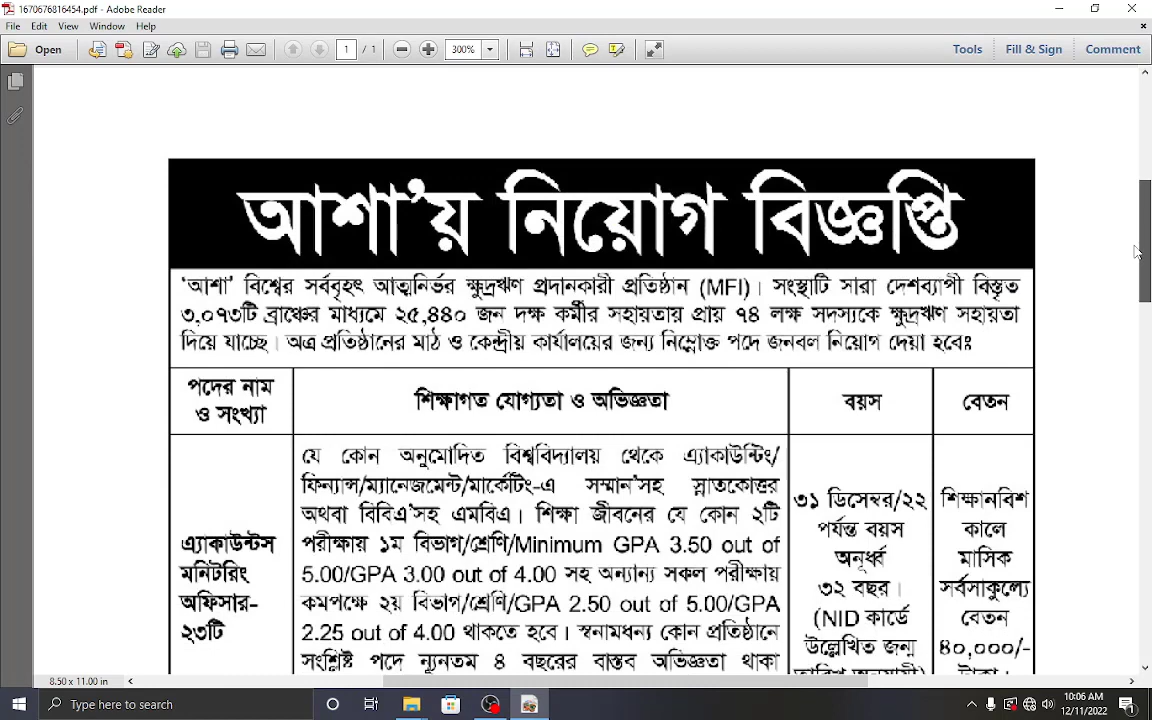 1670676816454.pdf - Adobe Reader
File Edit View Window Help
Open 1 / 1 300% Tools Fill & Sign Comment
আশা'য় নিয়োগ বিজ্ঞপ্তি
'আশা' বিশ্বের সর্ববৃহৎ আত্মনির্ভর ক্ষুদ্রঋণ প্রদানকারী প্রতিষ্ঠান (MFI)। সংস্থাটি সারা দেশব্যাপী বিস্তৃত
৩,০৭৩টি ব্রাঞ্চের মাধ্যমে ২৫,৪৪০ জন দক্ষ কর্মীর সহায়তায় প্রায় ৭৪ লক্ষ সদস্যকে ক্ষুদ্রঋণ সহায়তা
দিয়ে যাচ্ছে। অত্র প্রতিষ্ঠানের মাঠ ও কেন্দ্রীয় কার্যালয়ের জন্য নিম্নোক্ত পদে জনবল নিয়োগ দেয়া হবেঃ
পদের নাম
ও সংখ্যা
শিক্ষাগত যোগ্যতা ও অভিজ্ঞতা
বয়স
বেতন
এ্যাকাউন্টস
মনিটরিং
অফিসার-
২৩টি
যে কোন অনুমোদিত বিশ্ববিদ্যালয় থেকে এ্যাকাউন্টিং/
ফিন্যান্স/ম্যানেজমেন্ট/মার্কেটিং-এ সম্মান'সহ স্নাতকোত্তর
অথবা বিবিএ'সহ এমবিএ। শিক্ষা জীবনের যে কোন ২টি
পরীক্ষায় ১ম বিভাগ/শ্রেণি/Minimum GPA 3.50 out of
5.00/GPA 3.00 out of 4.00 সহ অন্যান্য সকল পরীক্ষায়
কমপক্ষে ২য় বিভাগ/শ্রেণি/GPA 2.50 out of 5.00/GPA
2.25 out of 4.00 থাকতে হবে। স্বনামধন্য কোন প্রতিষ্ঠানে
সংশ্লিষ্ট পদে ন্যূনতম ৪ বছরের বাস্তব অভিজ্ঞতা থাকা
৩১ ডিসেম্বর/২২
পর্যন্ত বয়স
অনূর্ধ্ব
৩২ বছর।
(NID কার্ডে
উল্লেখিত জন্ম
তারিখ অনুযায়ী)
শিক্ষানবিশ
কালে
মাসিক
সর্বসাকুল্যে
বেতন
৪০,০০০/-
টাকা।
8.50 x 11.00 in
Type here to search
10:06 AM
12/11/2022
1